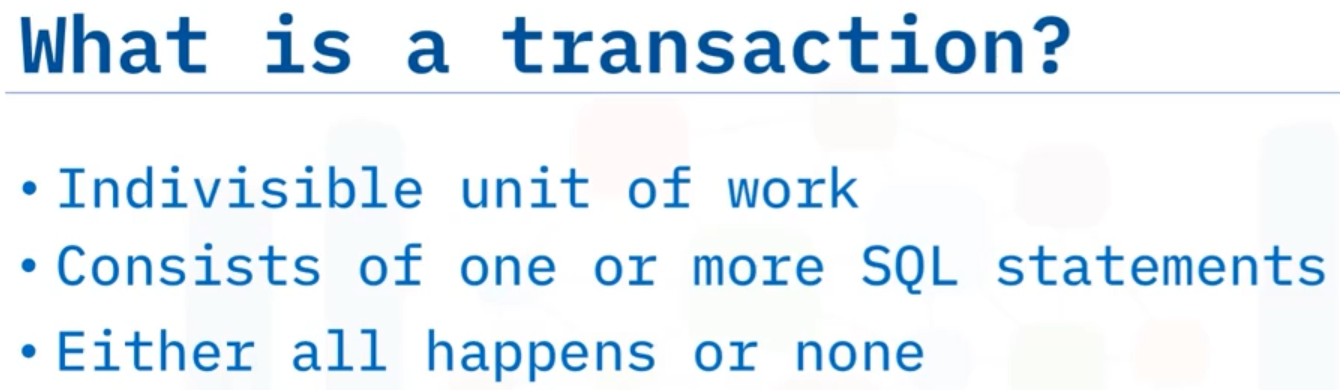 What is a transaction?
• Indivisible unit of work
• Consists of one or more SQL statements
• Either all happens or none